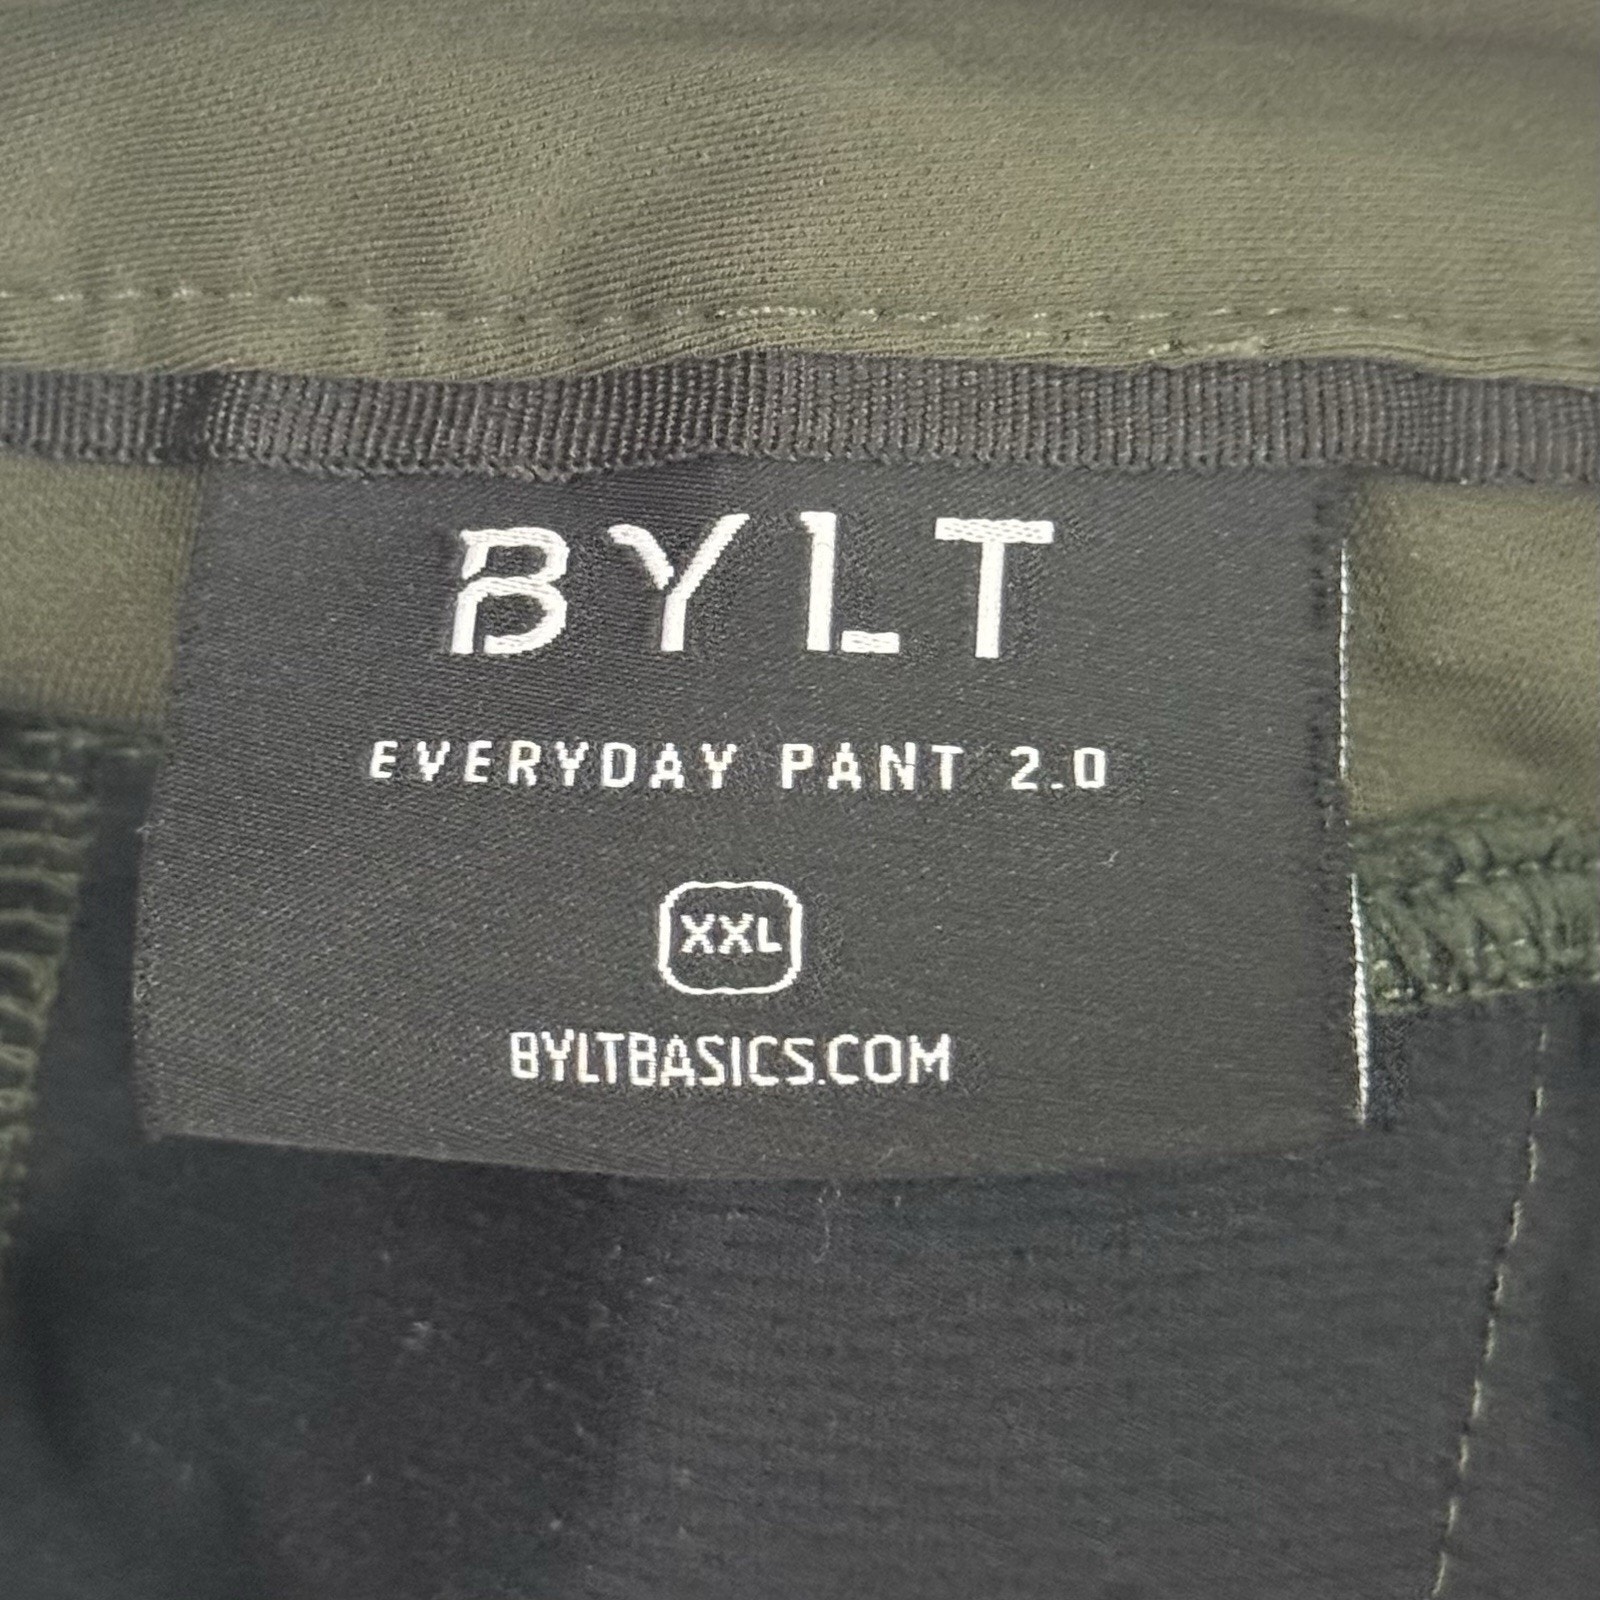 BYLT
EVERYDAY PANT 2.0
XXL
BYLTBASICS.COM